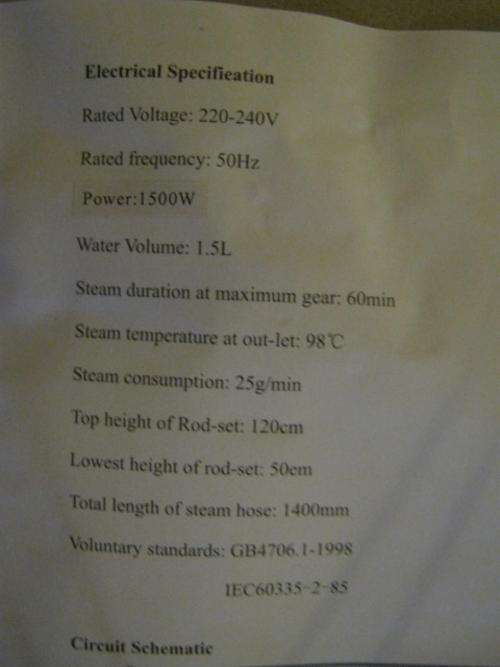 Electrical Specification
Rated Voltage: 220-240V
Rated frequency: 50Hz
Power:1500W
Water Volume: 1.5L
Steam duration at maximum gear: 60min
Steam temperature at out-let: 98℃
Steam consumption: 25g/min
Top height of Rod-set: 120cm
Lowest height of rod-set: 50cm
Total length of steam hose: 1400mm
Voluntary standards: GB4706.1-1998
IEC60335-2-85
Circuit Schematic